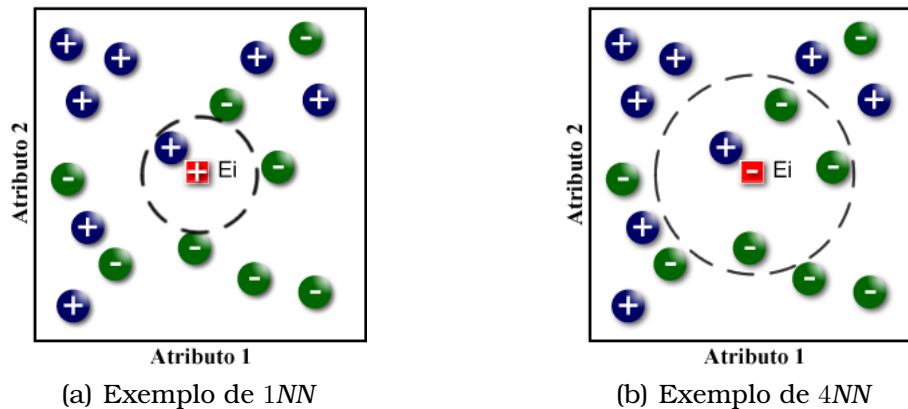 Atributo 2
Ei
Atributo 1
(a) Exemplo de 1NN
Atributo 2
Ei
Atributo 1
(b) Exemplo de 4NN